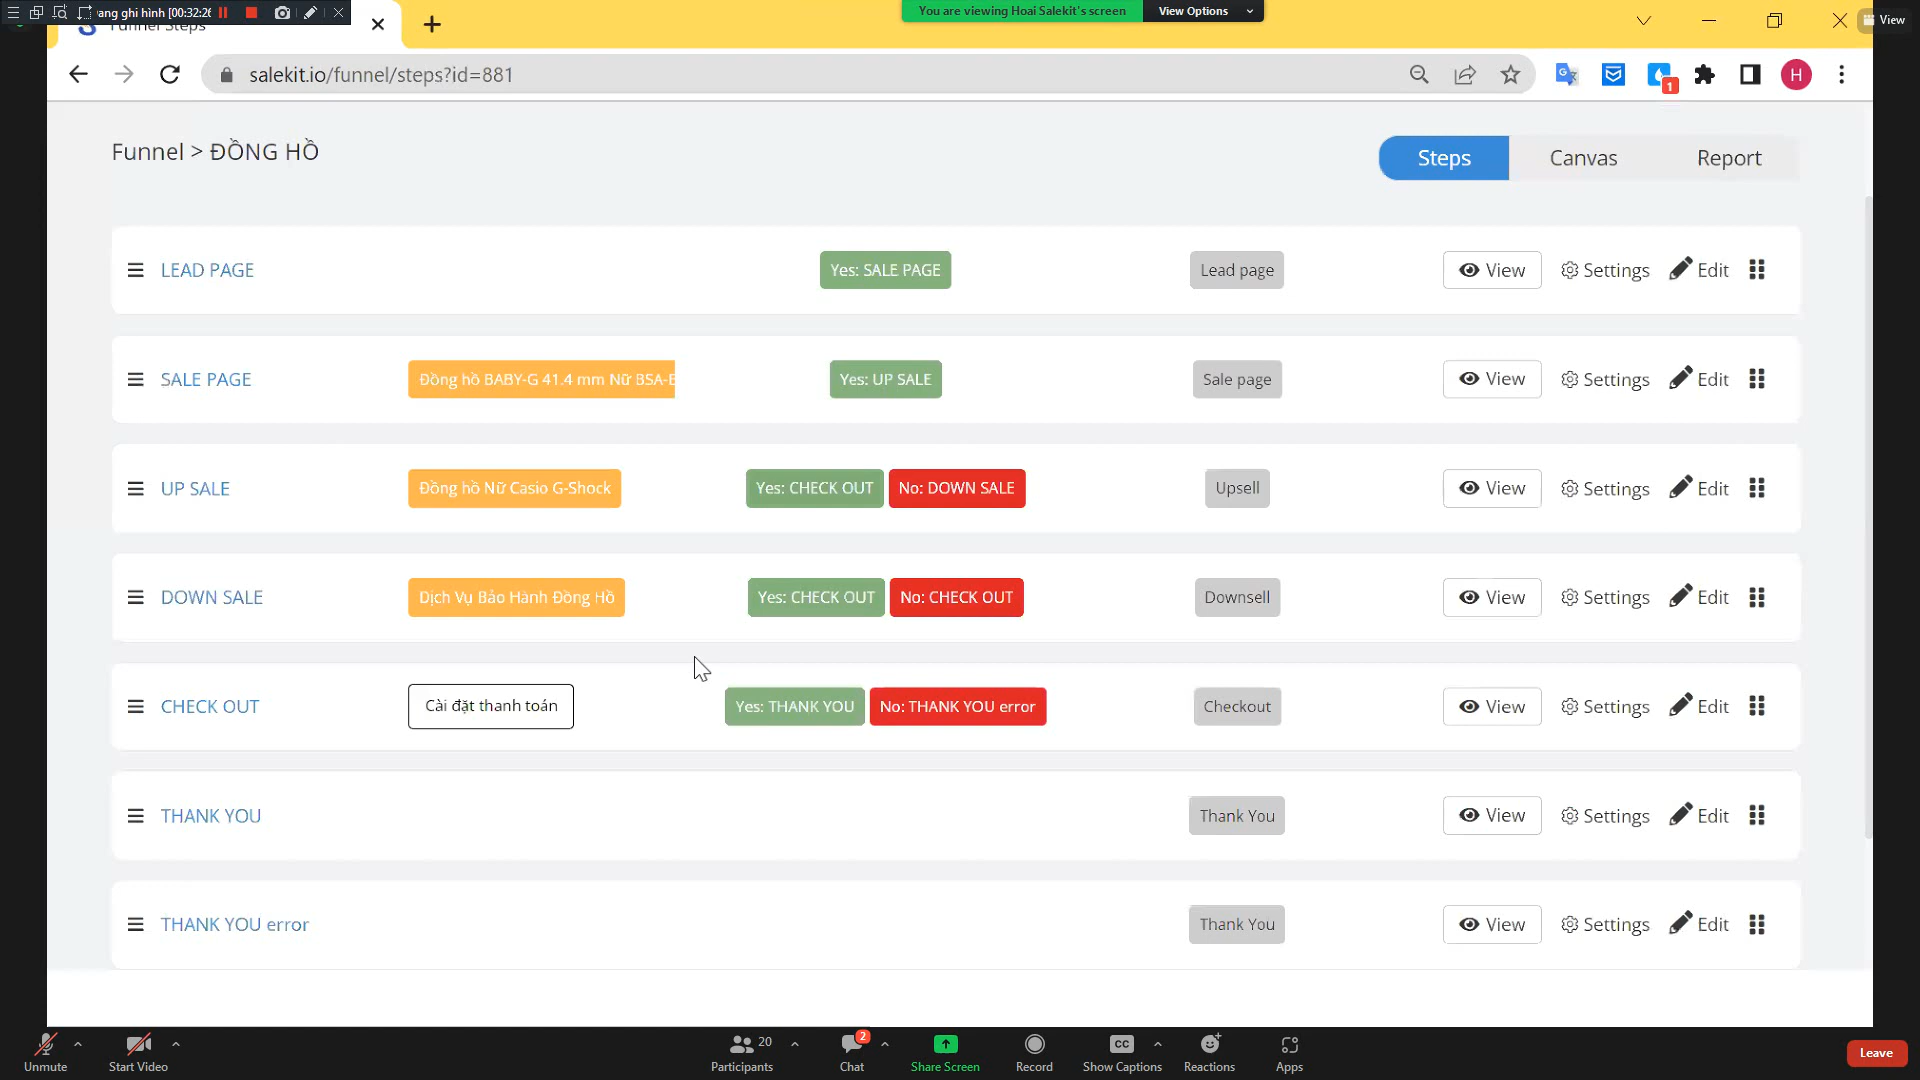 ang ghi hình [00:32:26
You are viewing Hoai Salekit's screen
View Options
View
Funnel Steps
salekit.io/funnel/steps?id=881
1
H
Funnel > ĐỒNG HỒ
Steps
Canvas
Report
LEAD PAGE
Yes: SALE PAGE
Lead page
View
Settings
Edit
SALE PAGE
Đồng hồ BABY-G 41.4 mm Nữ BSA-B
Yes: UP SALE
Sale page
View
Settings
Edit
UP SALE
Đồng hồ Nữ Casio G-Shock
Yes: CHECK OUT
No: DOWN SALE
Upsell
View
Settings
Edit
DOWN SALE
Dịch Vụ Bảo Hành Đồng Hồ
Yes: CHECK OUT
No: CHECK OUT
Downsell
View
Settings
Edit
CHECK OUT
Cài đặt thanh toán
Yes: THANK YOU
No: THANK YOU error
Checkout
View
Settings
Edit
THANK YOU
Thank You
View
Settings
Edit
THANK YOU error
Thank You
View
Settings
Edit
Unmute
Start Video
20
Participants
2
Chat
Share Screen
Record
CC
Show Captions
Reactions
Apps
Leave